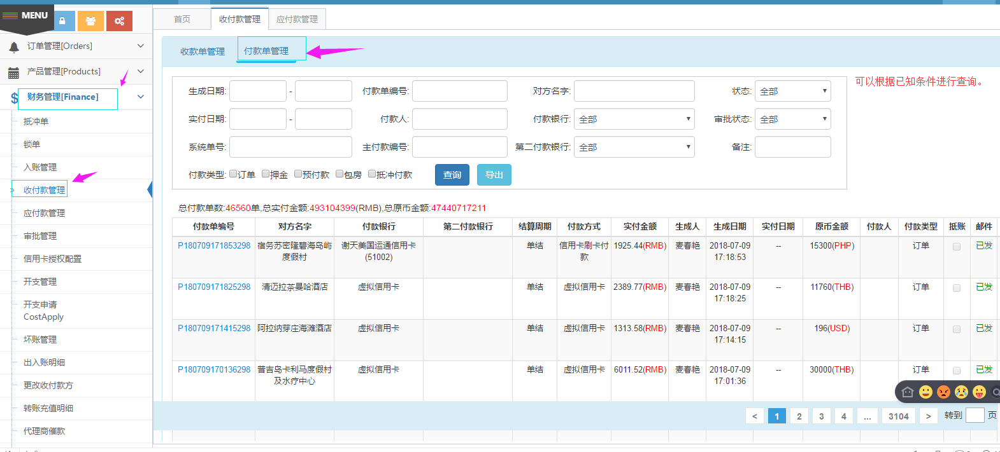 MENU
首页
收付款管理
应付款管理
订单管理[Orders]
产品管理[Products]
财务管理[Finance]
抵冲单
锁单
入账管理
收付款管理
应付款管理
审批管理
信用卡授权配置
开支管理
开支申请
CostApply
坏账管理
出入账明细
更改收付款方
转账充值明细
代理商催款
收款单管理
付款单管理
可以根据已知条件进行查询。
生成日期: - 付款单编号: 对方名字: 状态: 全部
实付日期: - 付款人: 付款银行: 全部 审批状态: 全部
系统单号: 主付款编号: 第二付款银行: 全部 备注:
付款类型: 订单 押金 预付款 包房 抵冲付款 查询 导出
总付款单数:46560单,总实付金额:493104399(RMB),总原币金额:47440717211
付款单编号 对方名字 付款银行 第二付款银行 结算周期 付款方式 实付金额 生成人 生成日期 实付日期 原币金额 付款人 付款类型 抵账 邮件
P180709171853298 宿务苏密隆碧海岛屿 谢天美国运通信用卡 单结 信用卡刷卡付 1925.44(RMB) 麦春艳 2018-07-09 -- 15300(PHP) 订单 已发
度假村 (51002) 款 17:18:53
P180709171825298 清迈拉茶曼哈酒店 虚拟信用卡 单结 虚拟信用卡 2389.77(RMB) 麦春艳 2018-07-09 -- 11760(THB) 订单 已发
17:18:25
P180709171415298 阿拉纳芽庄海滩酒店 虚拟信用卡 单结 虚拟信用卡 1313.58(RMB) 麦春艳 2018-07-09 -- 196(USD) 订单 已发
17:14:15
P180709170136298 普吉岛卡利马度假村 虚拟信用卡 单结 虚拟信用卡 6011.52(RMB) 麦春艳 2018-07-09 -- 30000(THB) 订单 已发
及水疗中心 17:01:36
< 1 2 3 4 ... 3104 > 转到 页